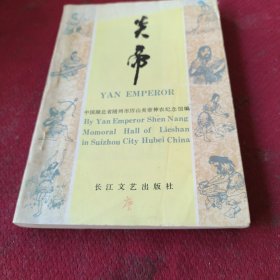 炎帝
YAN EMPEROR
中国湖北省随州市厉山炎帝神农纪念馆编
By Yan Emperor Shen Nang
Momoral Hall of Lieshan
in Suizhou City Hubei China
长江文艺出版社